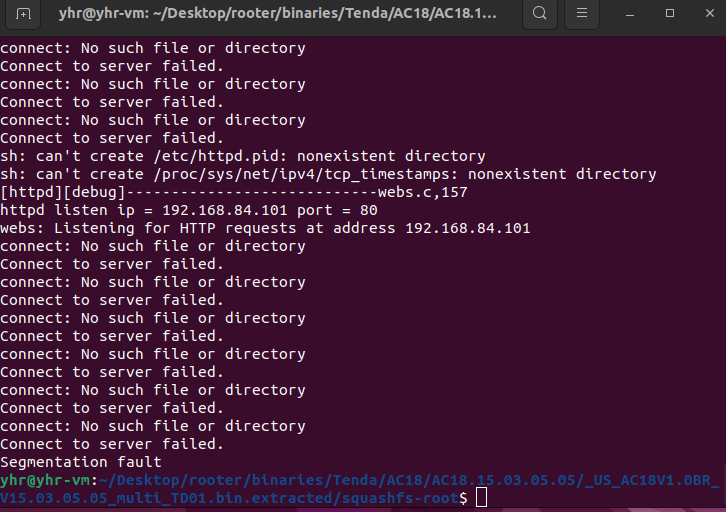 yhr@yhr-vm: ~/Desktop/rooter/binaries/Tenda/AC18/AC18.1...
connect: No such file or directory
Connect to server failed.
connect: No such file or directory
Connect to server failed.
connect: No such file or directory
Connect to server failed.
sh: can't create /etc/httpd.pid: nonexistent directory
sh: can't create /proc/sys/net/ipv4/tcp_timestamps: nonexistent directory
[httpd][debug]----------------------------webs.c,157
httpd listen ip = 192.168.84.101 port = 80
webs: Listening for HTTP requests at address 192.168.84.101
connect: No such file or directory
Connect to server failed.
connect: No such file or directory
Connect to server failed.
connect: No such file or directory
Connect to server failed.
connect: No such file or directory
Connect to server failed.
connect: No such file or directory
Connect to server failed.
connect: No such file or directory
Connect to server failed.
Segmentation fault
yhr@yhr-vm:~/Desktop/rooter/binaries/Tenda/AC18/AC18.15.03.05.05/_US_AC18V1.0BR_
V15.03.05.05_multi_TD01.bin.extracted/squashfs-root$